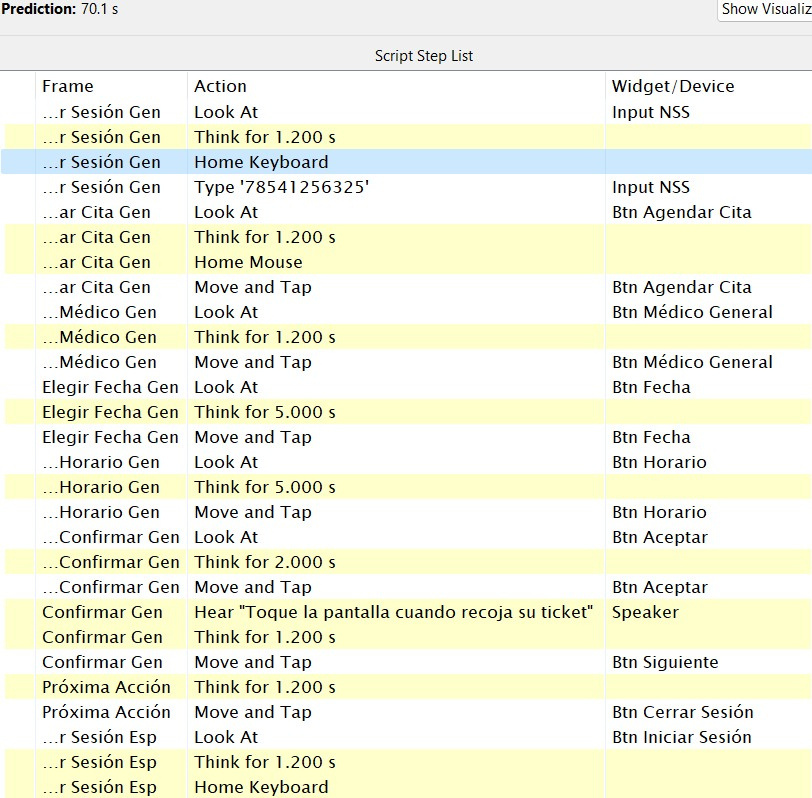 Prediction: 70.1 s Show Visualiz
Script Step List
Frame Action Widget/Device
...r Sesión Gen Look At Input NSS
...r Sesión Gen Think for 1.200 s
...r Sesión Gen Home Keyboard
...r Sesión Gen Type '78541256325' Input NSS
...ar Cita Gen Look At Btn Agendar Cita
...ar Cita Gen Think for 1.200 s
...ar Cita Gen Home Mouse
...ar Cita Gen Move and Tap Btn Agendar Cita
...Médico Gen Look At Btn Médico General
...Médico Gen Think for 1.200 s
...Médico Gen Move and Tap Btn Médico General
Elegir Fecha Gen Look At Btn Fecha
Elegir Fecha Gen Think for 5.000 s
Elegir Fecha Gen Move and Tap Btn Fecha
...Horario Gen Look At Btn Horario
...Horario Gen Think for 5.000 s
...Horario Gen Move and Tap Btn Horario
...Confirmar Gen Look At Btn Aceptar
...Confirmar Gen Think for 2.000 s
...Confirmar Gen Move and Tap Btn Aceptar
Confirmar Gen Hear "Toque la pantalla cuando recoja su ticket" Speaker
Confirmar Gen Think for 1.200 s
Confirmar Gen Move and Tap Btn Siguiente
Próxima Acción Think for 1.200 s
Próxima Acción Move and Tap Btn Cerrar Sesión
...r Sesión Esp Look At Btn Iniciar Sesión
...r Sesión Esp Think for 1.200 s
...r Sesión Esp Home Keyboard